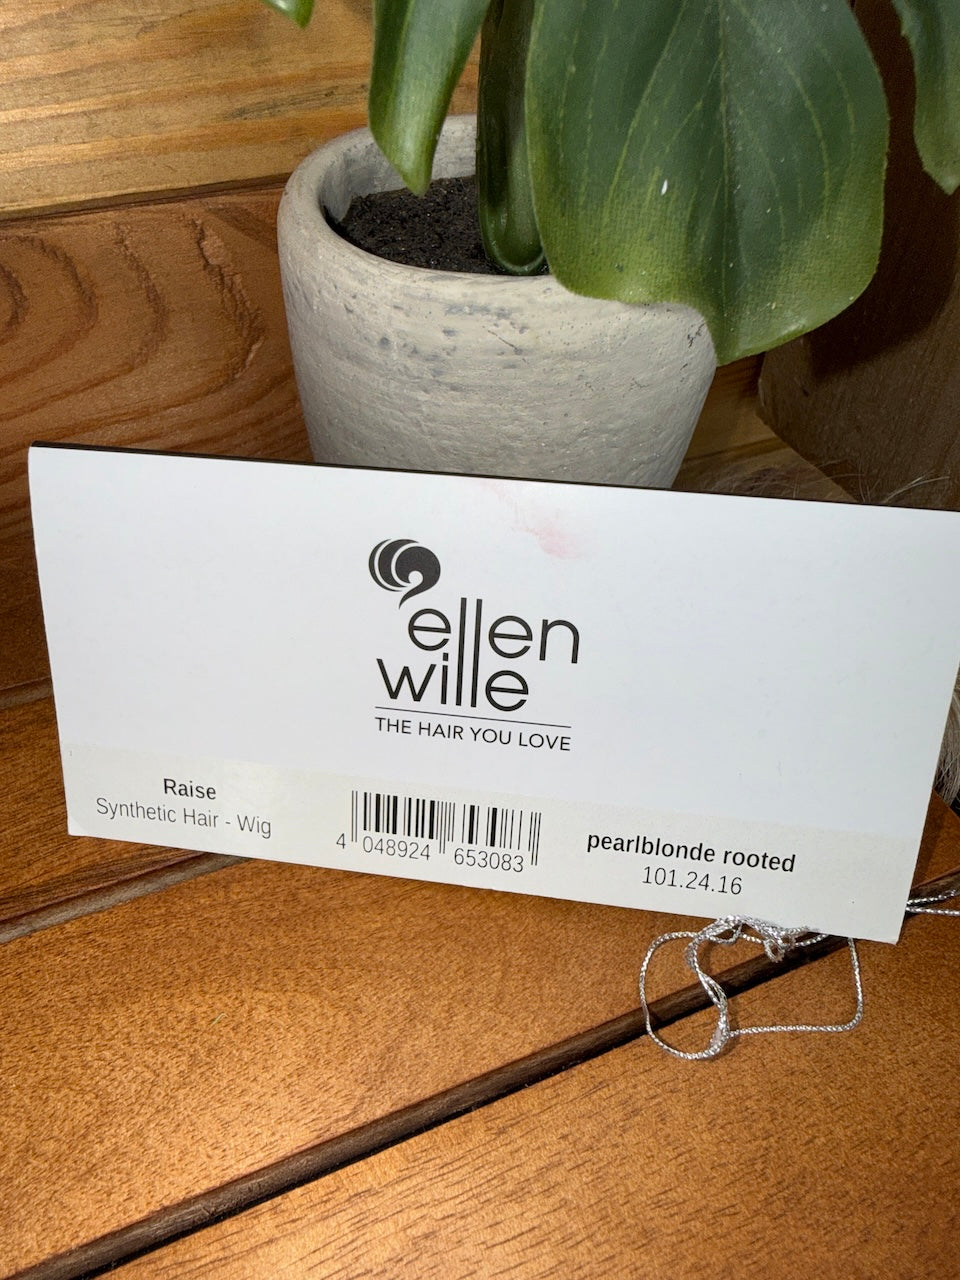 ellen
wille
THE HAIR YOU LOVE
Raise
Synthetic Hair - Wig
4 048924 653083
pearlblonde rooted
101.24.16